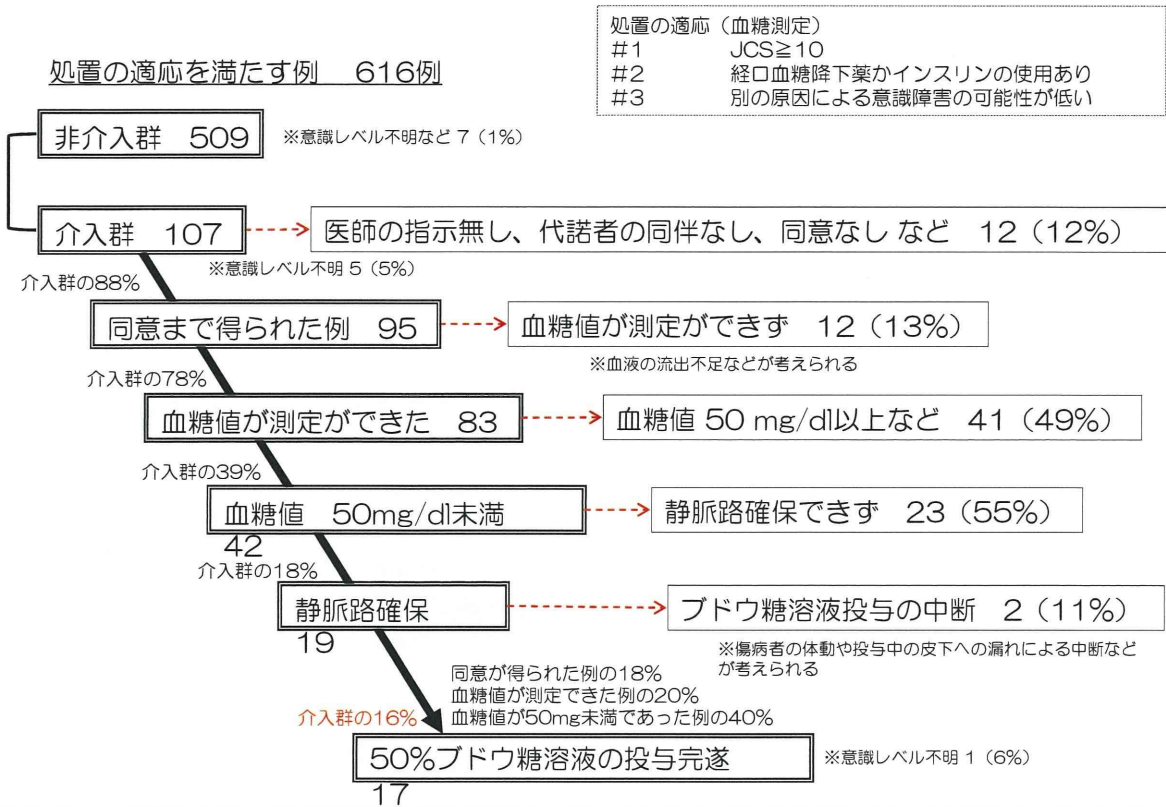 処置の適応（血糖測定）
#1 JCS≧10
#2 経口血糖降下薬かインスリンの使用あり
#3 別の原因による意識障害の可能性が低い
処置の適応を満たす例 616例
非介入群 509
※意識レベル不明など 7（1%）
介入群 107
医師の指示無し、代諾者の同伴なし、同意なし など 12（12%）
※意識レベル不明 5（5%）
介入群の88%
同意まで得られた例 95
血糖値が測定ができず 12（13%）
※血液の流出不足などが考えられる
介入群の78%
血糖値が測定ができた 83
血糖値 50 mg/dl以上など 41（49%）
介入群の39%
血糖値 50mg/dl未満
42
静脈路確保できず 23（55%）
介入群の18%
静脈路確保
19
ブドウ糖溶液投与の中断 2（11%）
※傷病者の体動や投与中の皮下への漏れによる中断など
が考えられる
同意が得られた例の18%
血糖値が測定できた例の20%
介入群の16%
血糖値が50mg未満であった例の40%
50%ブドウ糖溶液の投与完遂
17
※意識レベル不明 1（6%）